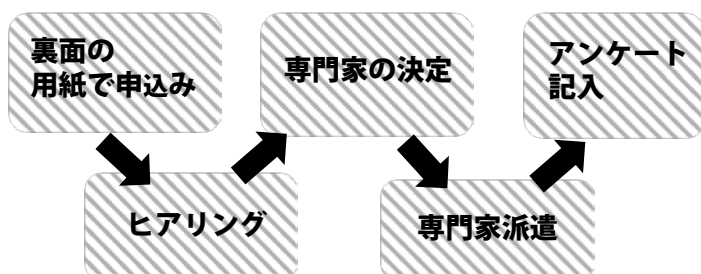 裏面の
用紙で申込み
ヒアリング
専門家の決定
専門家派遣
アンケート
記入